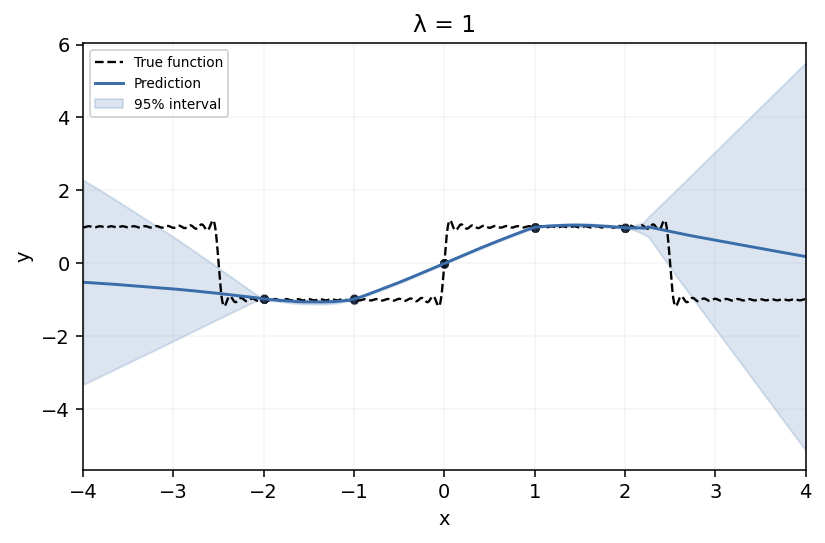 λ = 1
True function
Prediction
95% interval
6
4
2
0
−2
−4
y
−4 −3 −2 −1 0 1 2 3 4
x